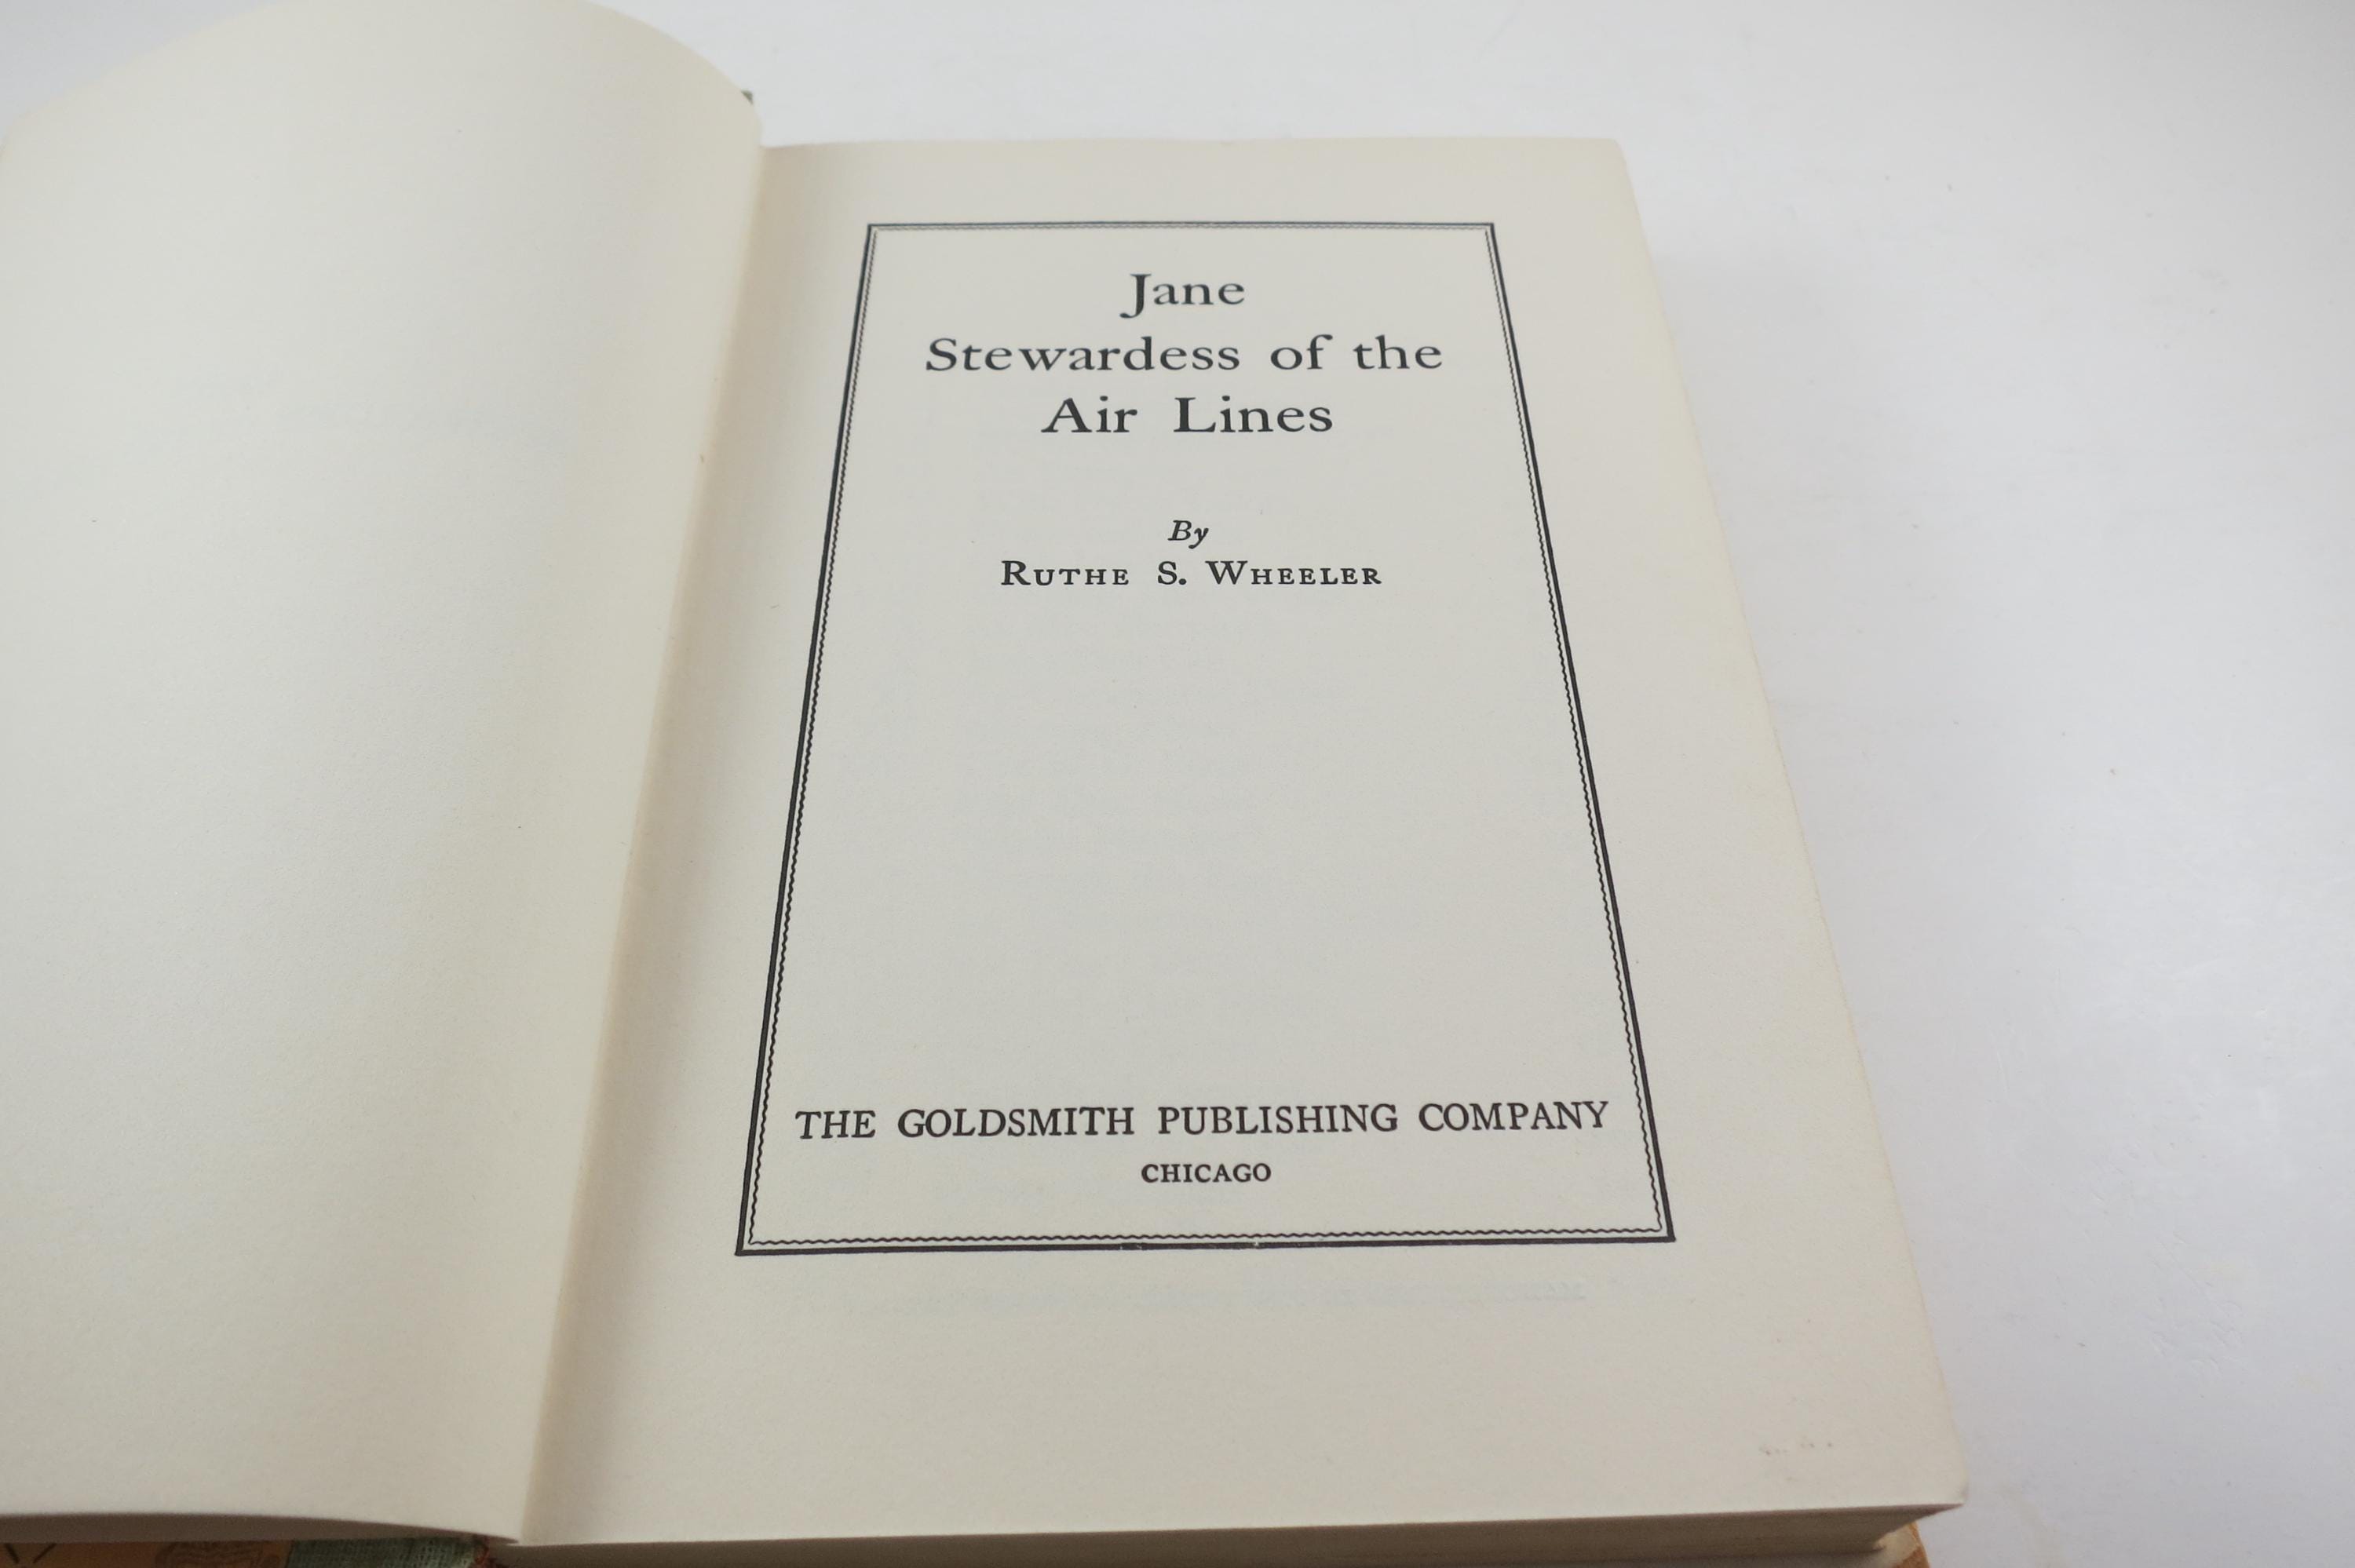 Jane
Stewardess of the
Air Lines
By
RUTHE S. WHEELER
THE GOLDSMITH PUBLISHING COMPANY
CHICAGO